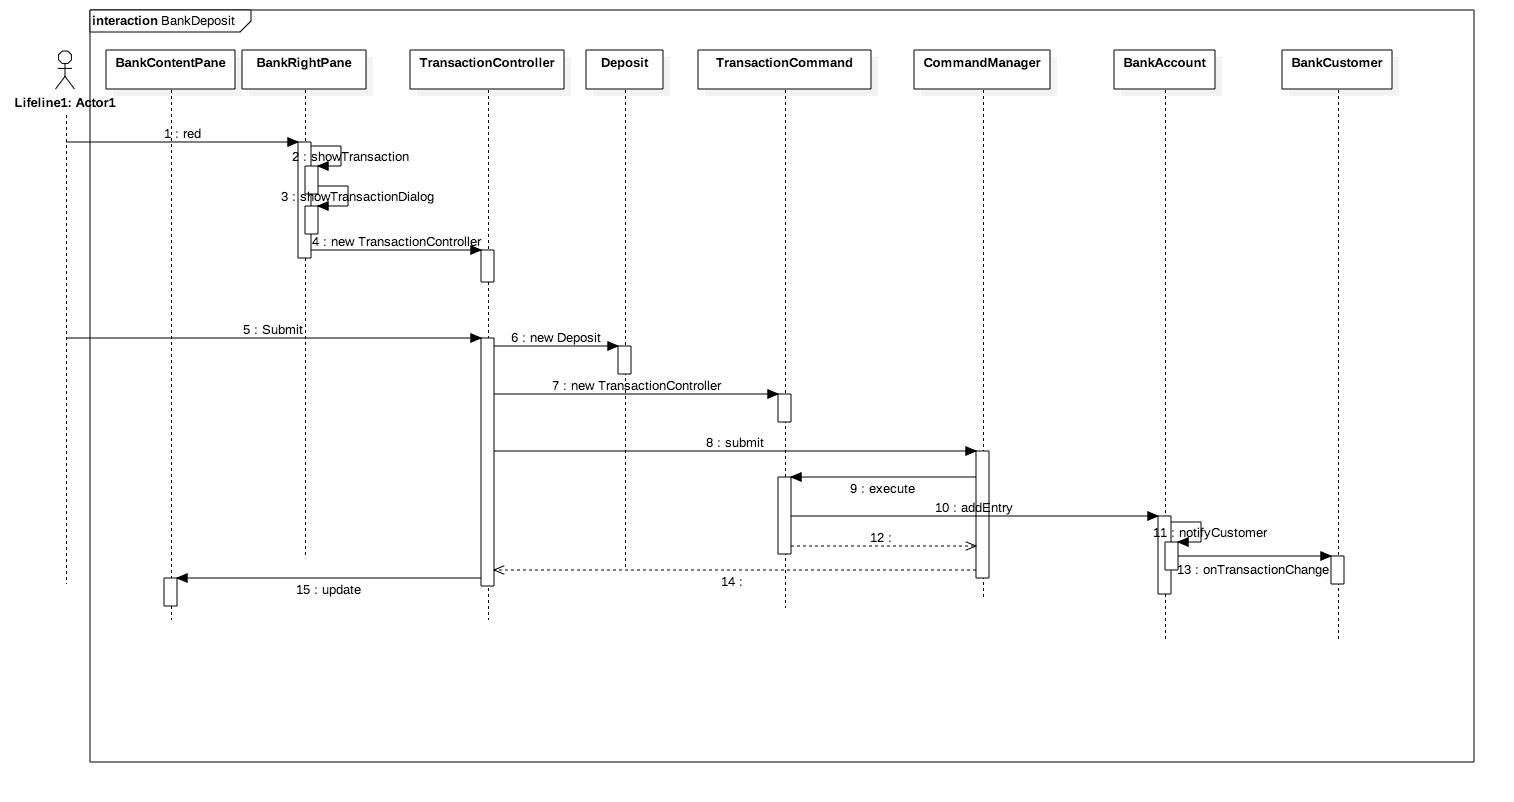 interaction BankDeposit
BankContentPane
BankRightPane
TransactionController
Deposit
TransactionCommand
CommandManager
BankAccount
BankCustomer
Lifeline1: Actor1
1 : red
2 : showTransaction
3 : showTransactionDialog
4 : new TransactionController
5 : Submit
6 : new Deposit
7 : new TransactionController
8 : submit
9 : execute
10 : addEntry
11 : notifyCustomer
12 :
13 : onTransactionChange
14 :
15 : update